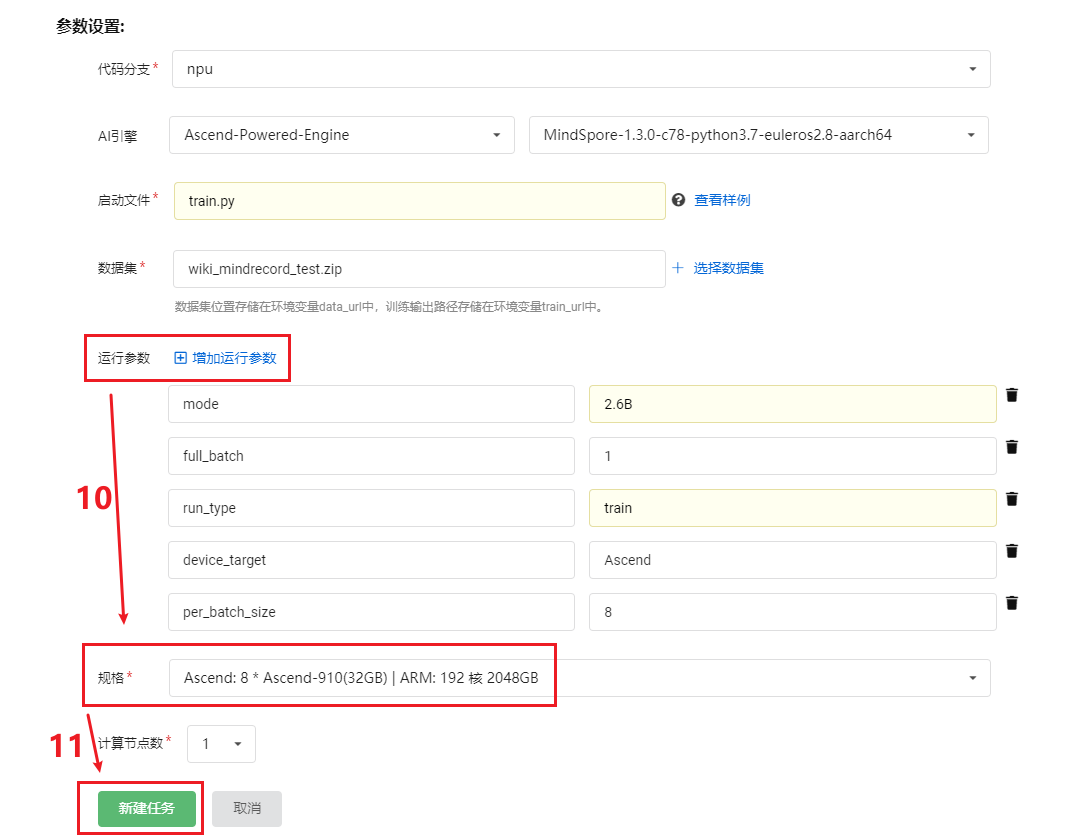 参数设置:
代码分支* npu
AI引擎 Ascend-Powered-Engine MindSpore-1.3.0-c78-python3.7-euleros2.8-aarch64
启动文件* train.py ? 查看样例
数据集* wiki_mindrecord_test.zip + 选择数据集
数据集位置存储在环境变量data_url中，训练输出路径存储在环境变量train_url中。
运行参数 增加运行参数
mode 2.6B
full_batch 1
10
run_type train
device_target Ascend
per_batch_size 8
规格* Ascend: 8 * Ascend-910(32GB) | ARM: 192 核 2048GB
11
计算节点数* 1
新建任务 取消